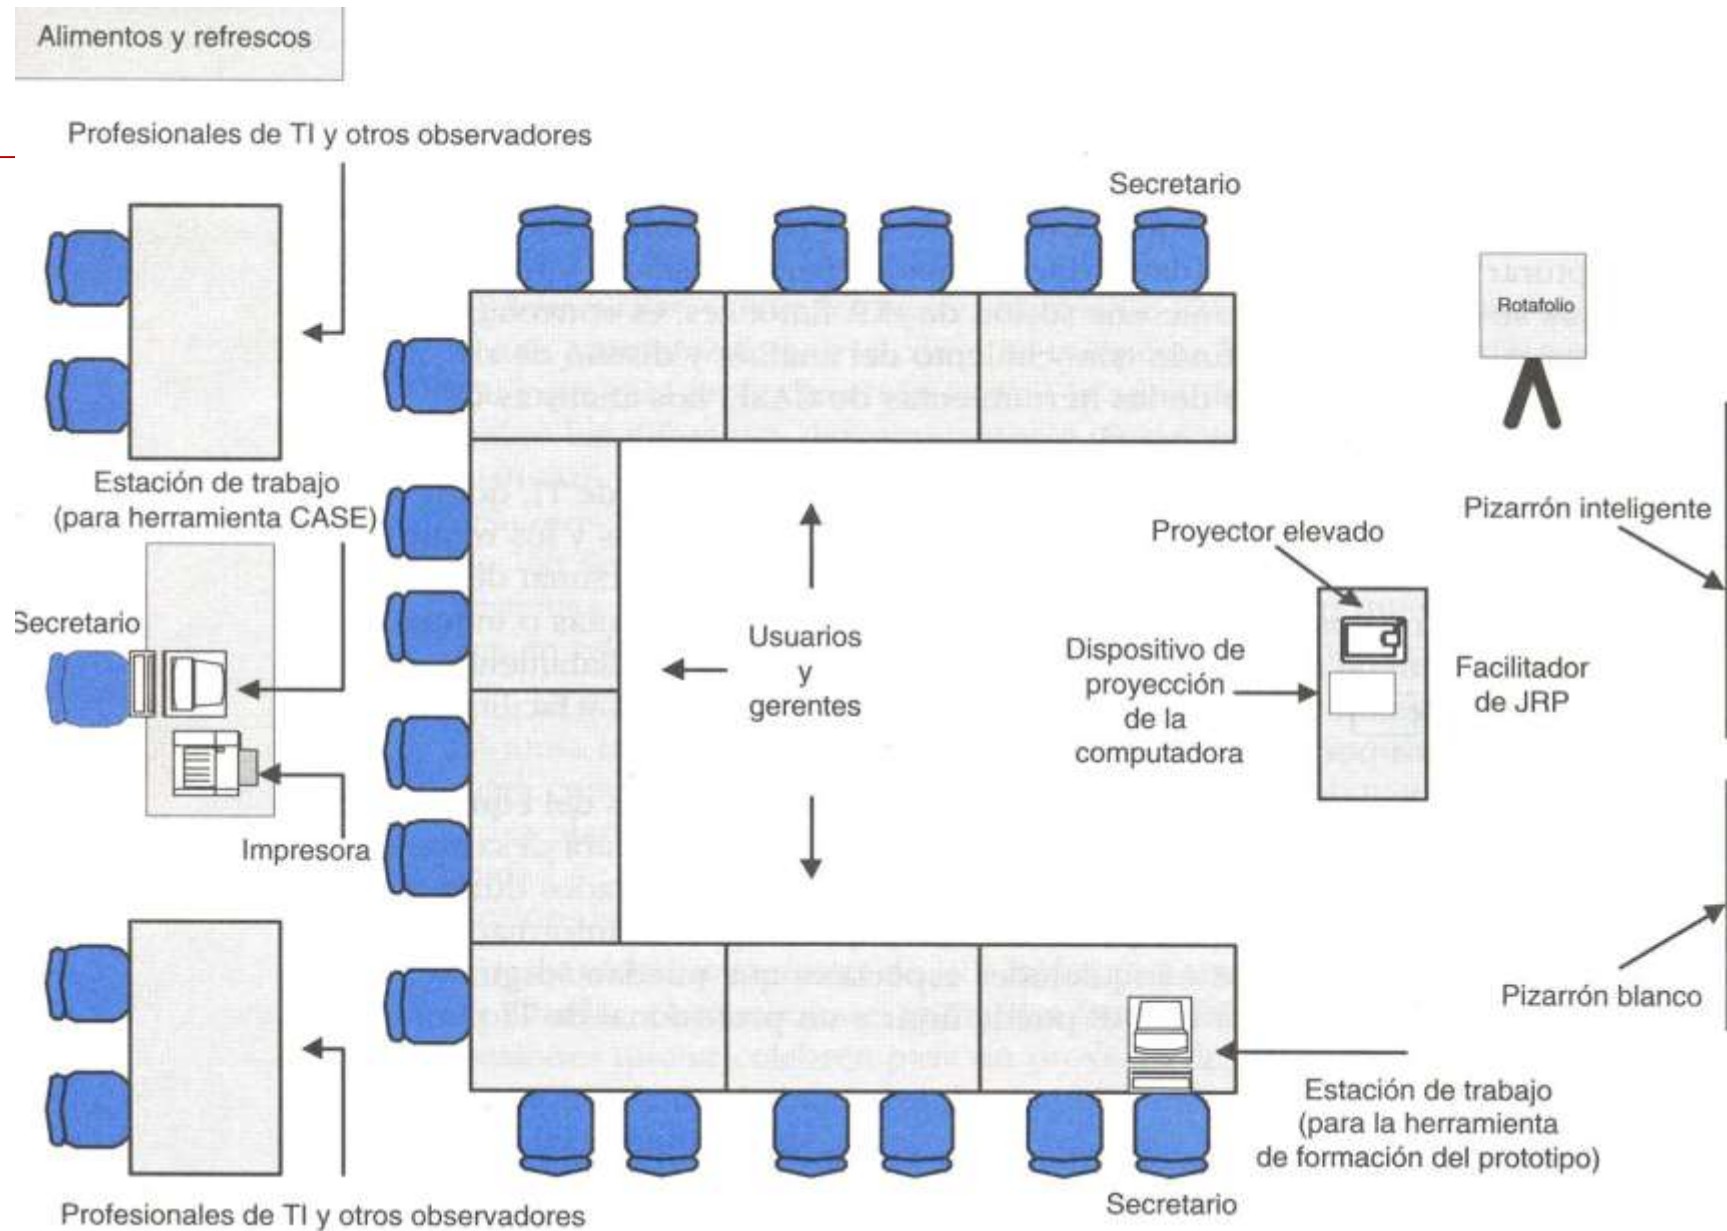 Alimentos y refrescos
Profesionales de TI y otros observadores
Secretario
Rotafolio
Estación de trabajo
(para herramienta CASE)
Pizarrón inteligente
Proyector elevado
Secretario
Usuarios
y
gerentes
Dispositivo de
proyección
de la
computadora
Facilitador
de JRP
Impresora
Pizarrón blanco
Estación de trabajo
(para la herramienta
de formación del prototipo)
Secretario
Profesionales de TI y otros observadores